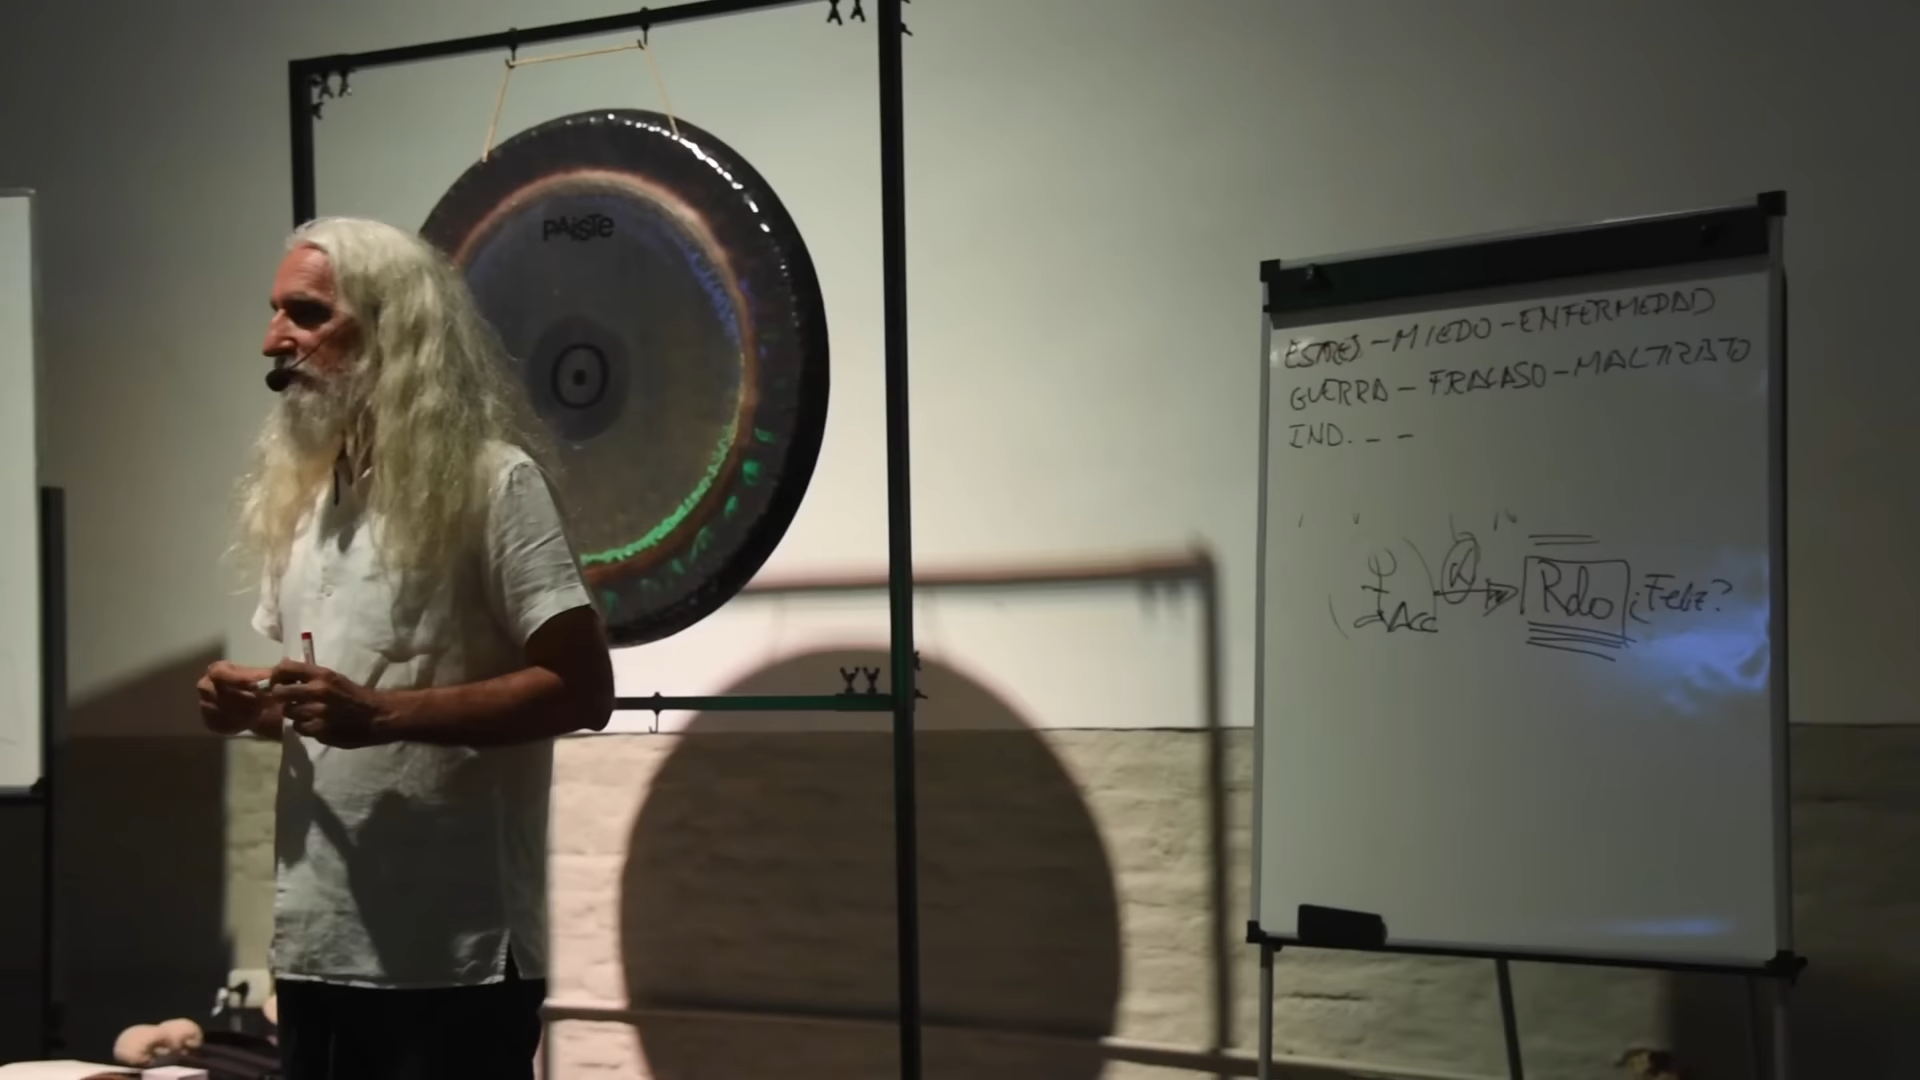 PAiSTe
ESTRES - MIEDO - ENFERMEDAD
GUERRA - FRACASO - MALTRATO
IND. - -
Acc
Rdo ¿Feliz?